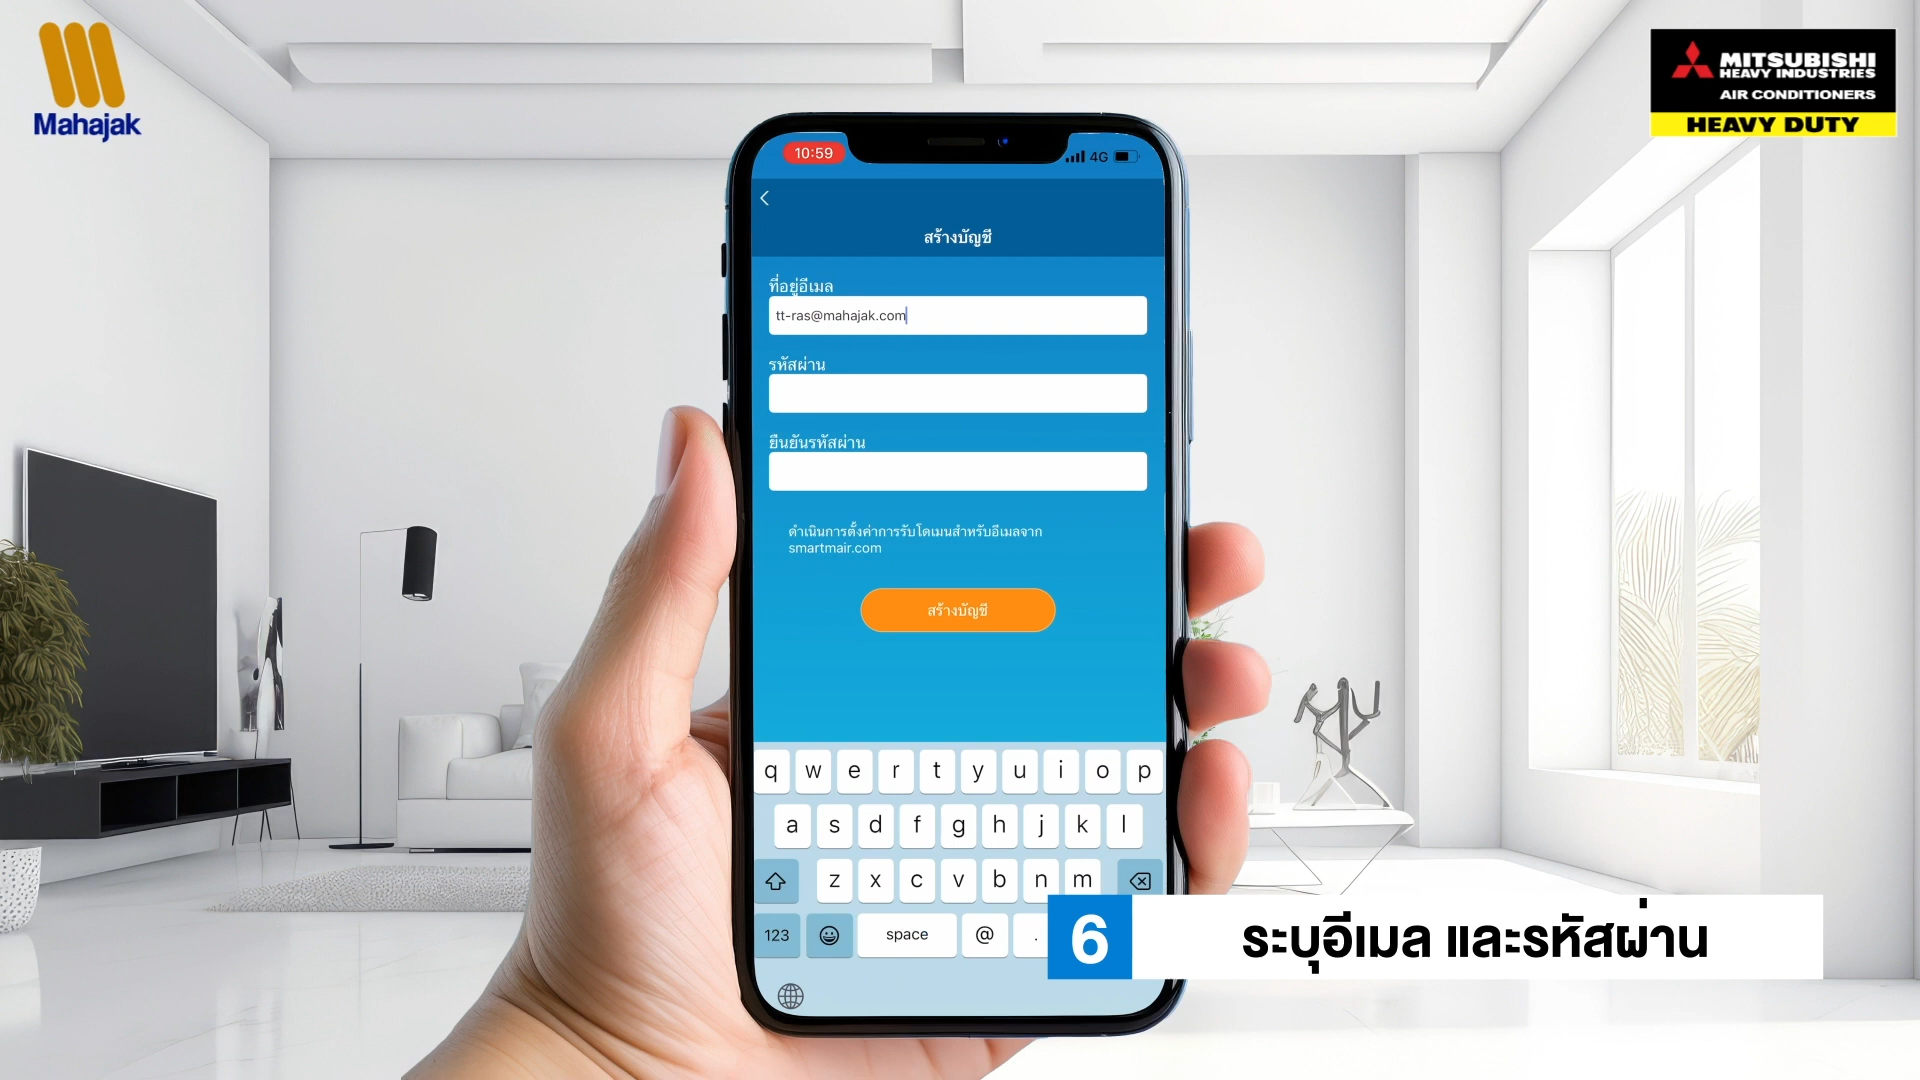 Mahajak
MITSUBISHI
HEAVY INDUSTRIES
AIR CONDITIONERS
HEAVY DUTY
10:59
4G
สร้างบัญชี
ที่อยู่อีเมล
tt-ras@mahajak.com
รหัสผ่าน
ยืนยันรหัสผ่าน
ดำเนินการตั้งค่าการรับโดเมนสำหรับอีเมลจาก
smartmair.com
สร้างบัญชี
q w e r t y u i o p
a s d f g h j k l
z x c v b n m
123 space @ .
6 ระบุอีเมล และรหัสผ่าน